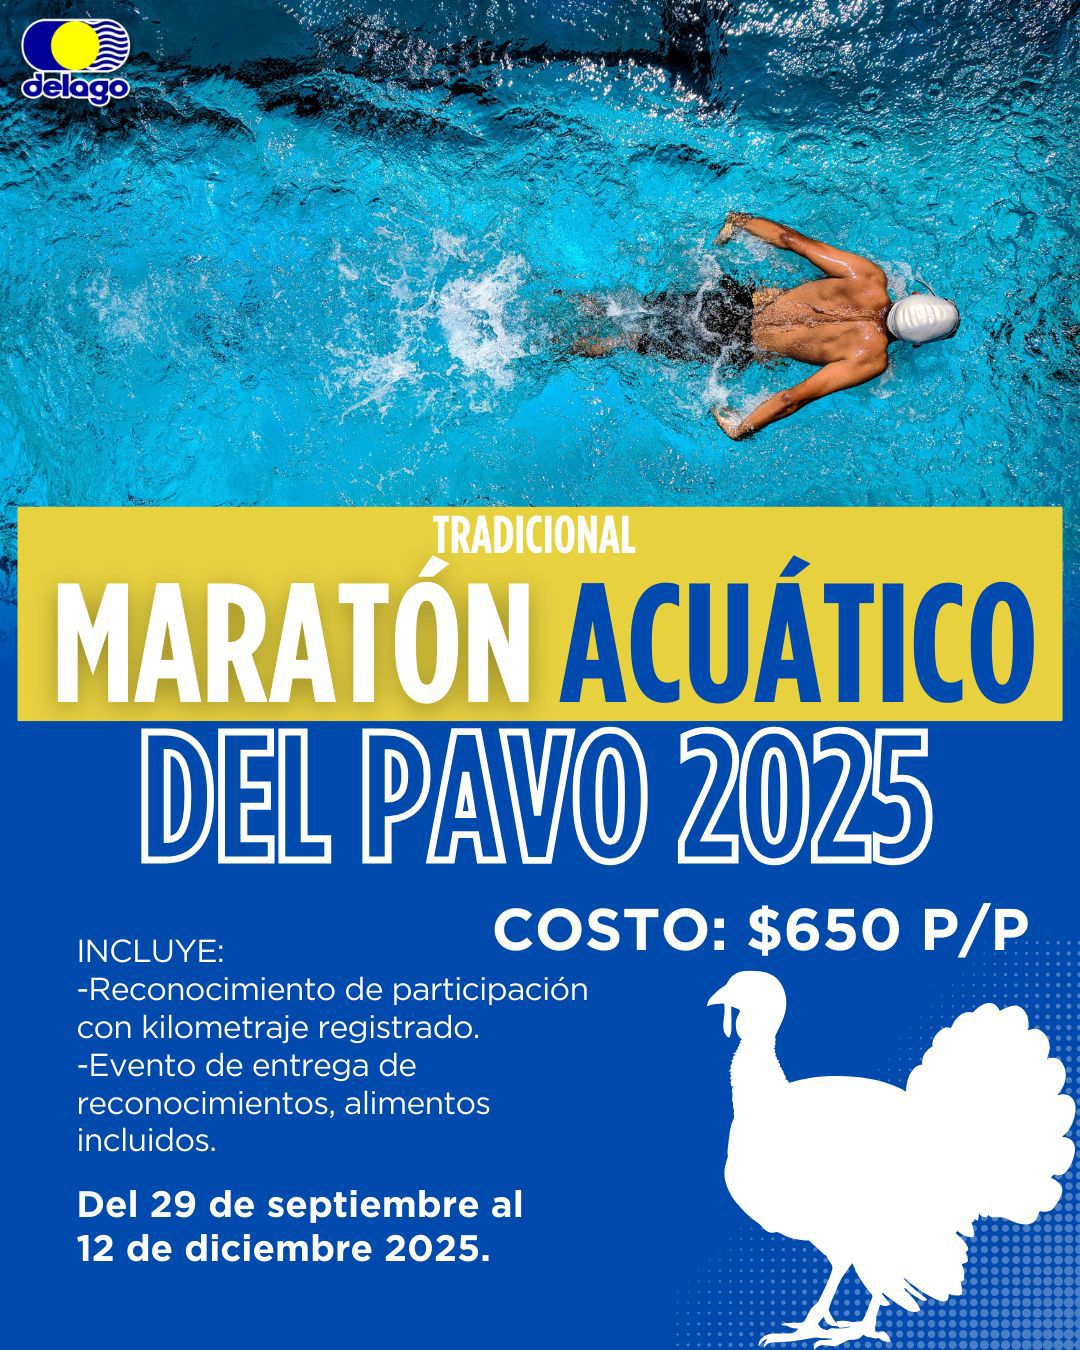 delago
TRADICIONAL
MARATÓN ACUÁTICO
DEL PAVO 2025
COSTO: $650 P/P
INCLUYE:
-Reconocimiento de participación
con kilometraje registrado.
-Evento de entrega de
reconocimientos, alimentos
incluidos.
Del 29 de septiembre al
12 de diciembre 2025.